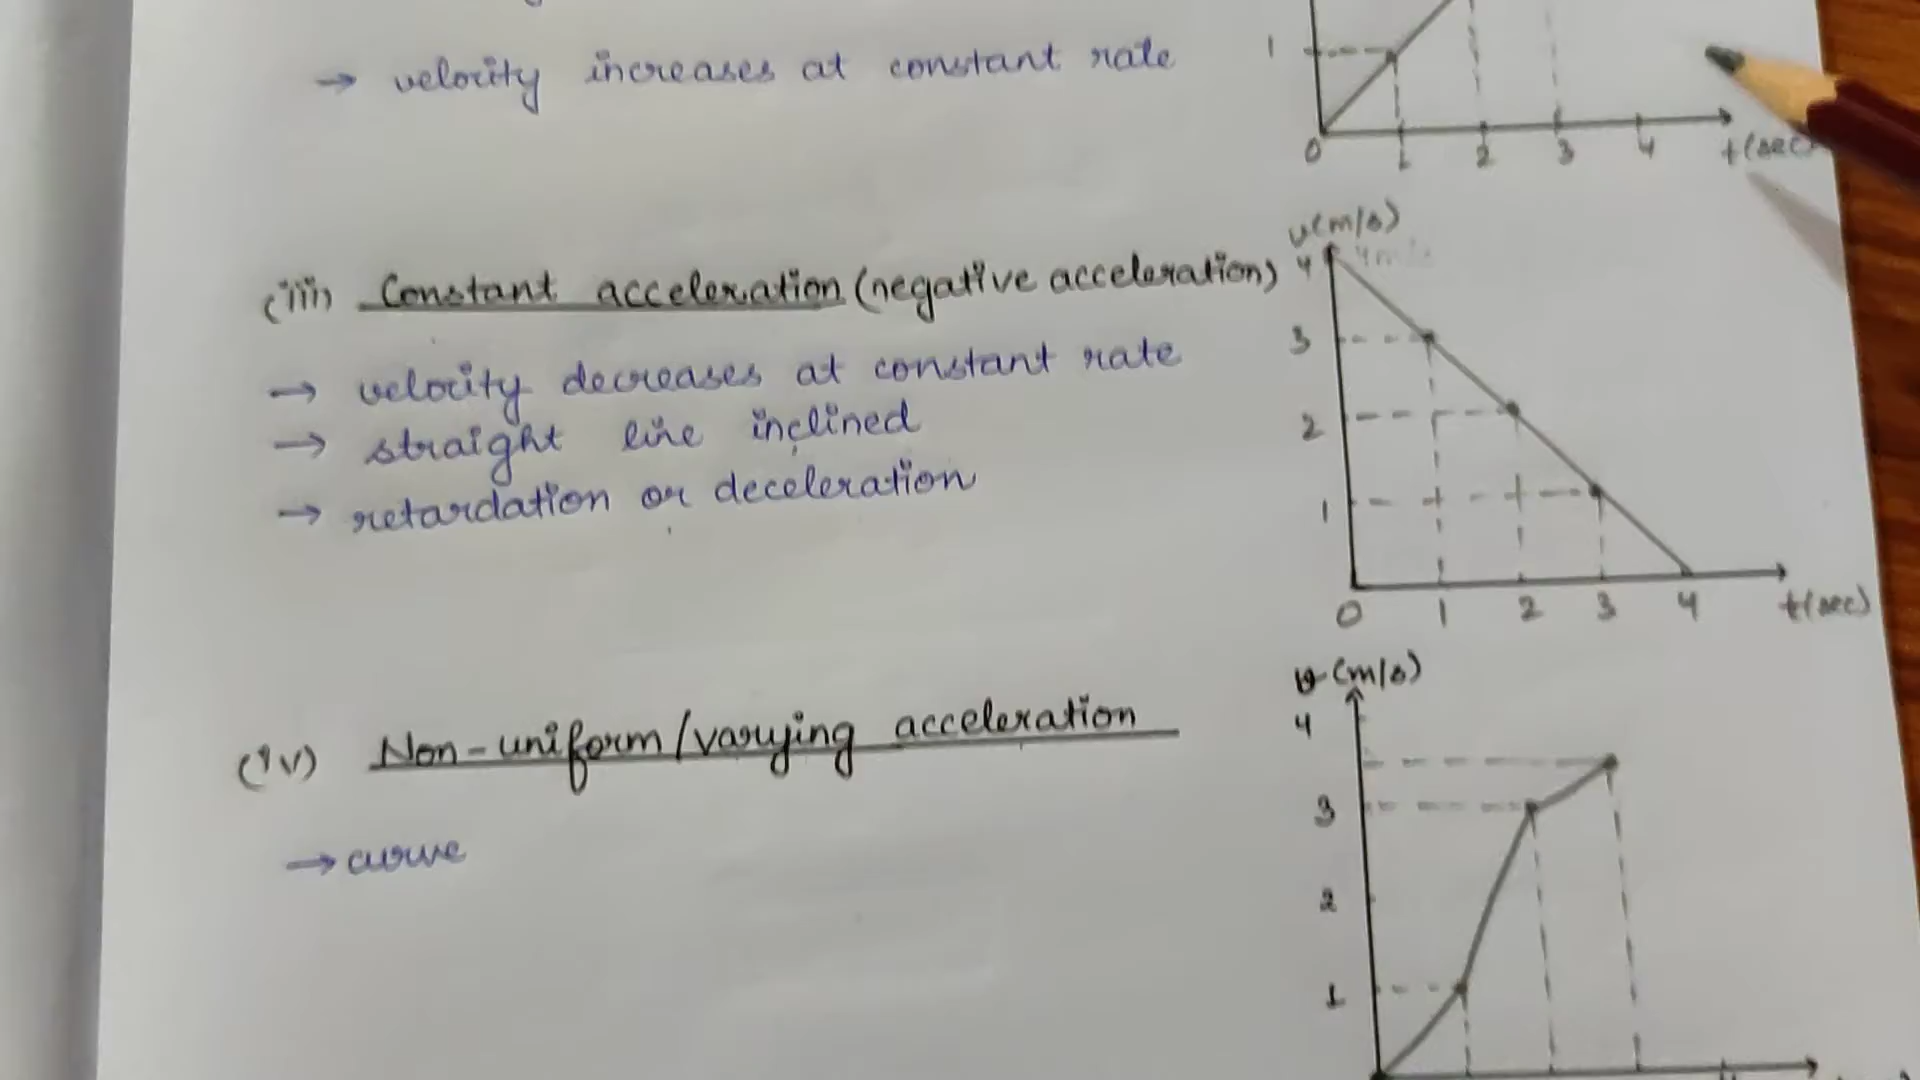 → velocity increases at constant rate
1
0 1 2 3 4 t(sec)
(iii) Constant acceleration (negative acceleration)
→ velocity decreases at constant rate
→ straight line inclined
→ retardation or deceleration
v(m/s)
4
3
2
1
0 1 2 3 4 t(sec)
(iv) Non-uniform/varying acceleration
→ curve
v(m/s)
4
3
2
1